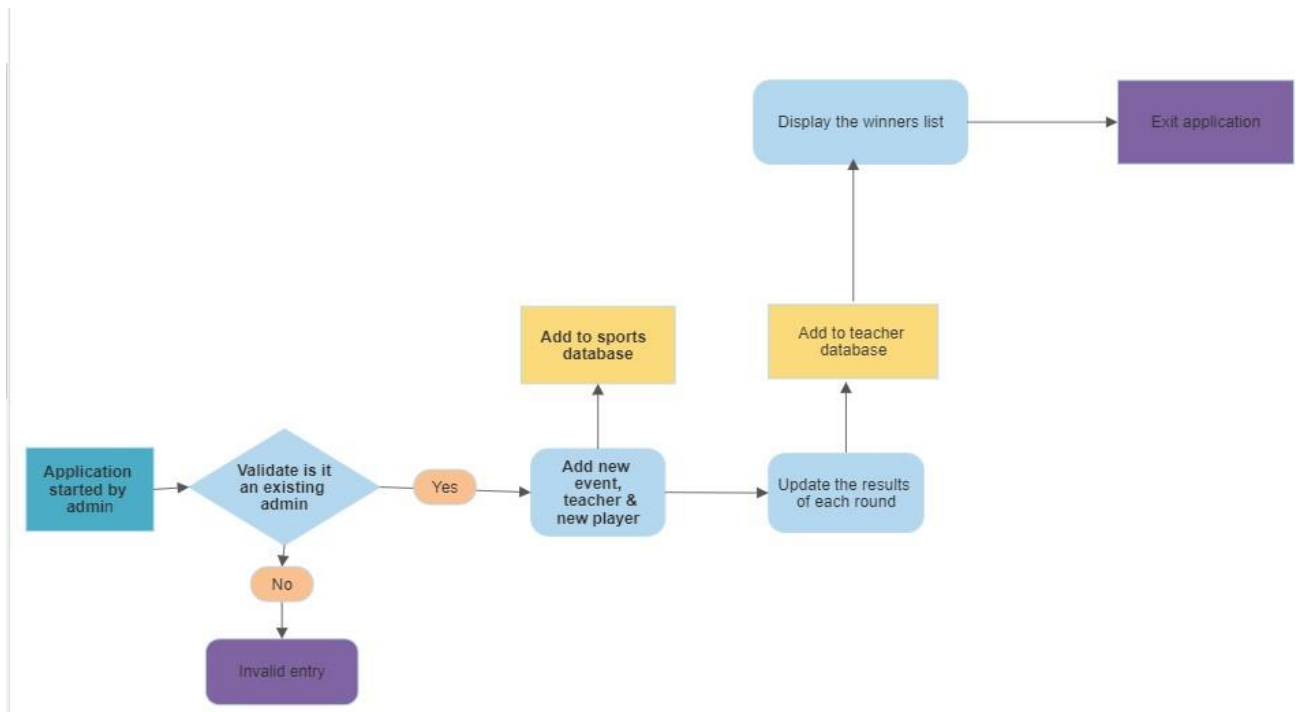 Display the winners list
Exit application
Add to sports
database
Add to teacher
database
Application
started by
admin
Validate is it
an existing
admin
Yes
Add new
event,
teacher &
new player
Update the results
of each round
No
Invalid entry